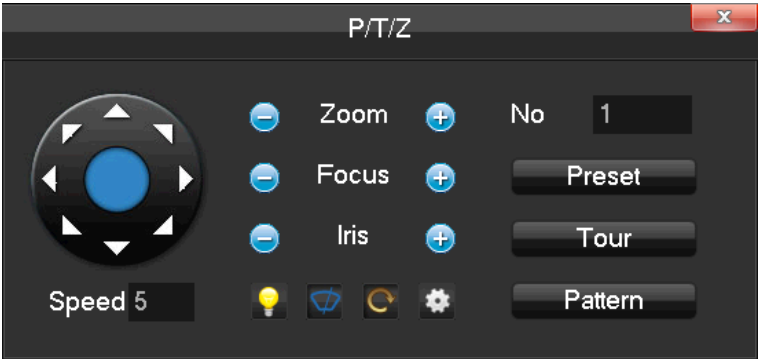 P/T/Z
x
Zoom
No 1
Focus
Preset
Iris
Tour
Speed 5
Pattern